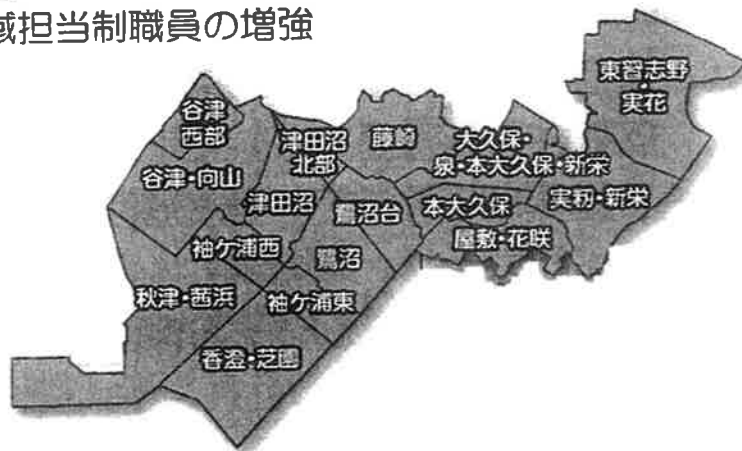 域担当制職員の増強
東習志野
・
実花
谷津
西部
津田沼
北部
藤崎
大久保・
泉・本大久保・新栄
谷津・向山
津田沼
鷺沼台
本大久保
実籾・新栄
屋敷・花咲
袖ケ浦西
鷺沼
秋津・茜浜
袖ケ浦東
香澄・芝園